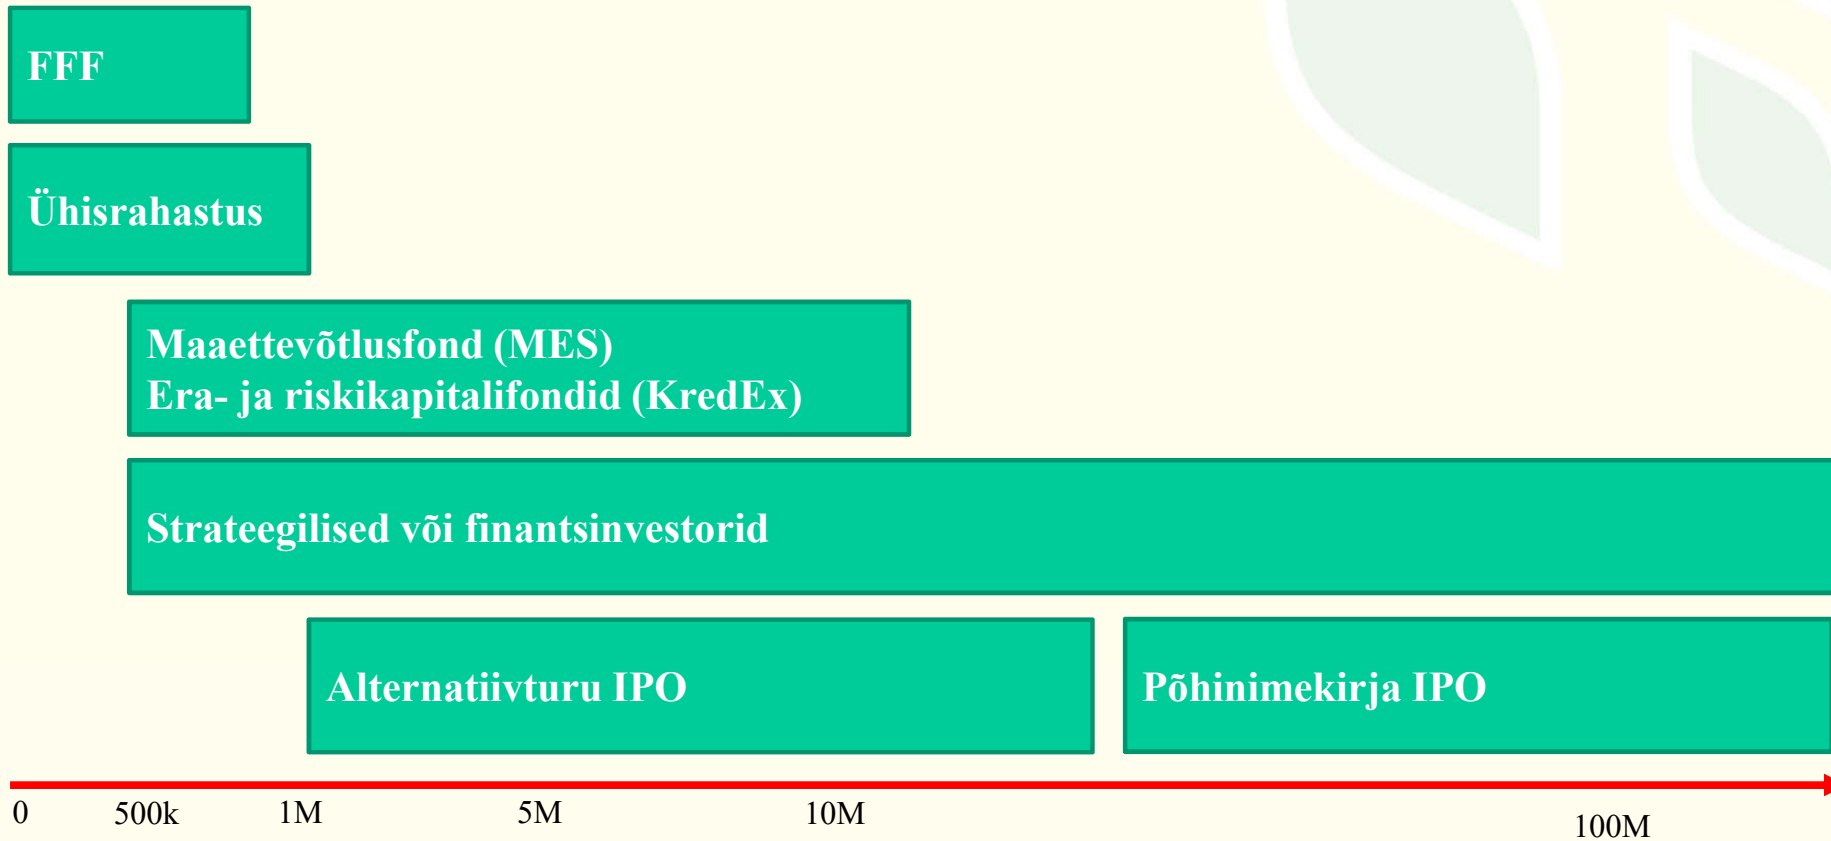 FFF
Ühisrahastus
Maaettevõtlusfond (MES)
Era- ja riskikapitalifondid (KredEx)
Strateegilised või finantsinvestorid
Alternatiivturu IPO
Põhinimekirja IPO
0
500k
1M
5M
10M
100M